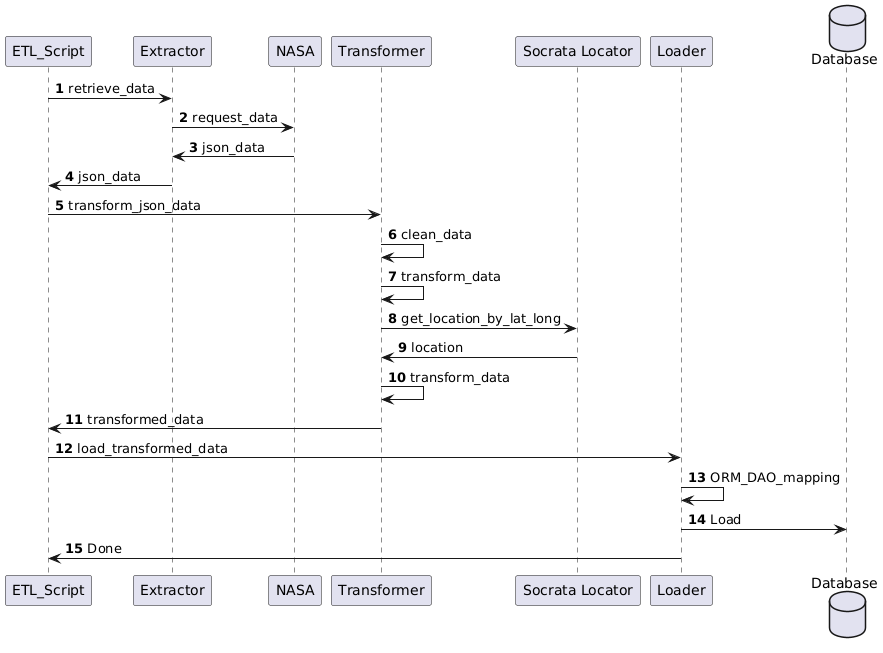 Database
ETL_Script
Extractor
NASA
Transformer
Socrata Locator
Loader
1 retrieve_data
2 request_data
3 json_data
4 json_data
5 transform_json_data
6 clean_data
7 transform_data
8 get_location_by_lat_long
9 location
10 transform_data
11 transformed_data
12 load_transformed_data
13 ORM_DAO_mapping
14 Load
15 Done
ETL_Script
Extractor
NASA
Transformer
Socrata Locator
Loader
Database